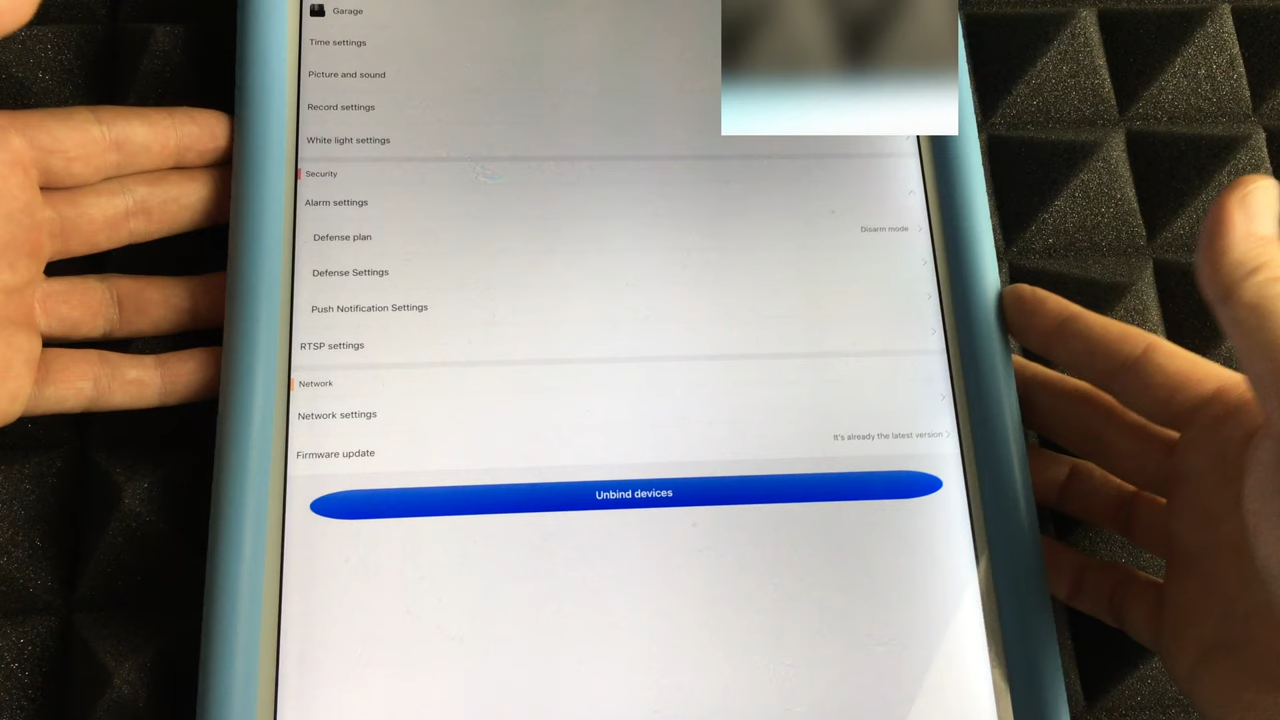 Garage
Time settings
Picture and sound
Record settings
White light settings
Security
Alarm settings
Defense plan Disarm mode
Defense Settings
Push Notification Settings
RTSP settings
Network
Network settings
Firmware update It's already the latest version
Unbind devices